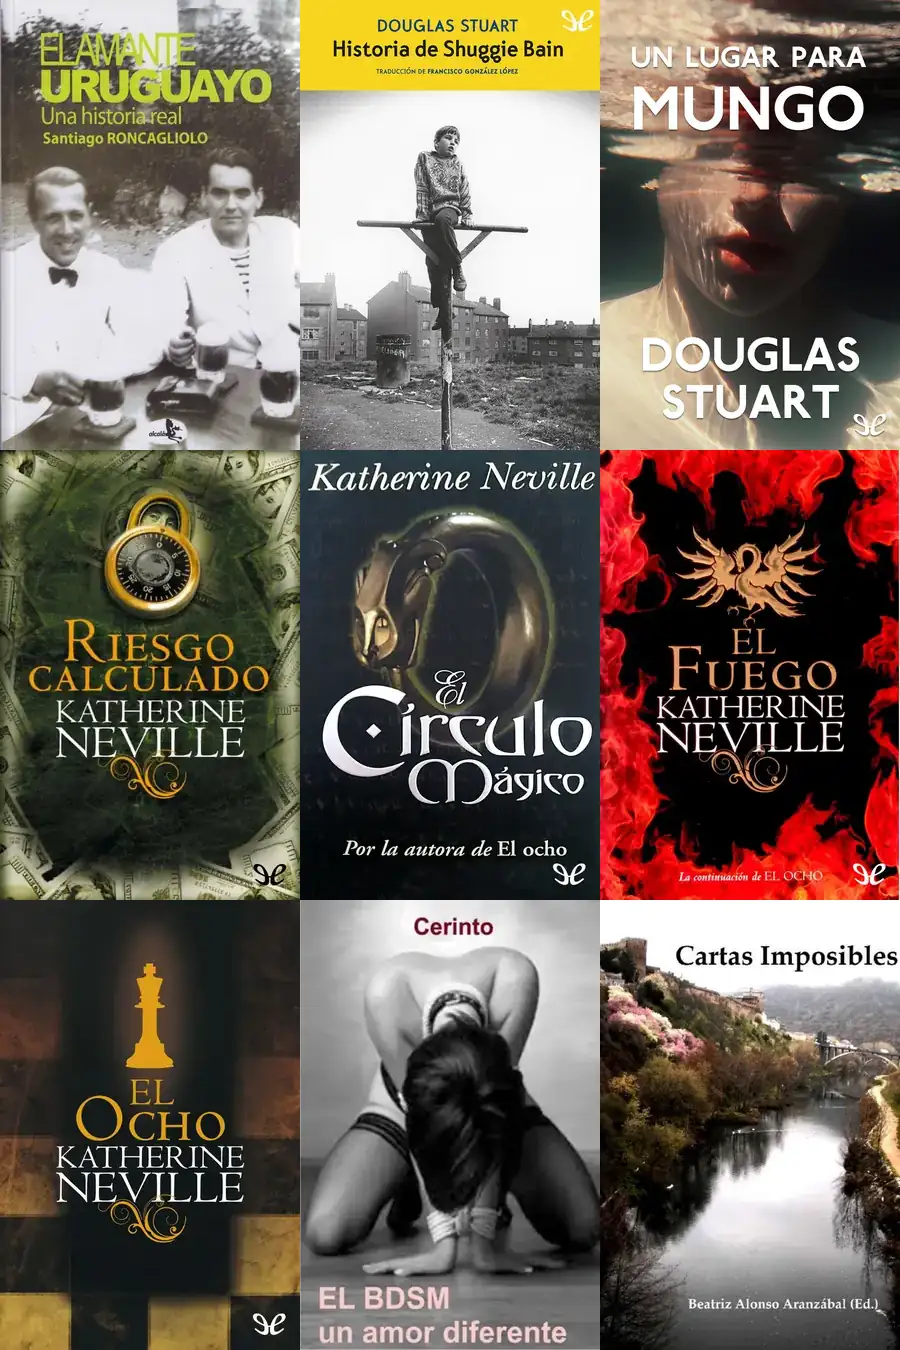 EL AMANTE
URUGUAYO
Una historia real
Santiago RONCAGLIOLO
alcalá
DOUGLAS STUART
Historia de Shuggie Bain
TRADUCCIÓN DE FRANCISCO GONZÁLEZ LÓPEZ
UN LUGAR PARA
MUNGO
DOUGLAS
STUART
RIESGO
CALCULADO
KATHERINE
NEVILLE
Katherine Neville
El
Círculo
Mágico
Por la autora de El ocho
EL
FUEGO
KATHERINE
NEVILLE
La continuación de EL OCHO
EL
OCHO
KATHERINE
NEVILLE
Cerinto
EL BDSM
un amor diferente
Cartas Imposibles
Beatriz Alonso Aranzábal (Ed.)